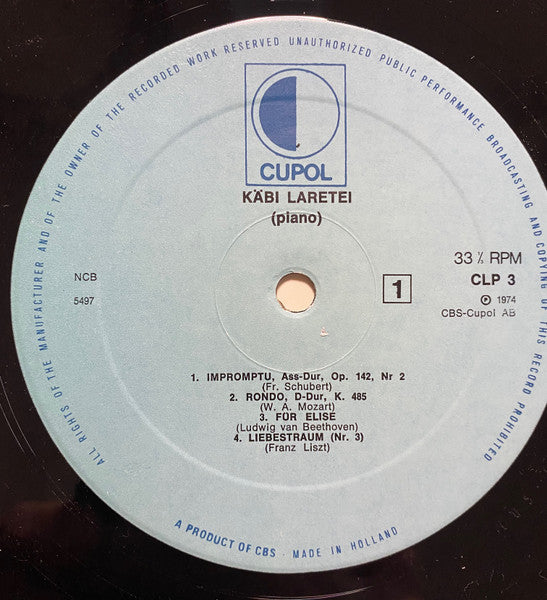 ALL RIGHTS OF THE MANUFACTURER AND OF THE OWNER OF THE RECORDED WORK RESERVED UNAUTHORIZED PUBLIC PERFORMANCE BROADCASTING AND COPYING OF THIS RECORD PROHIBITED
CUPOL
KÄBI LARETEI
(piano)
NCB
5497
33⅓ RPM
CLP 3
1
℗ 1974
CBS-Cupol AB
1. IMPROMPTU, Ass-Dur, Op. 142, Nr 2
(Fr. Schubert)
2. RONDO, D-Dur, K. 485
(W. A. Mozart)
3. FÜR ELISE
(Ludwig van Beethoven)
4. LIEBESTRAUM (Nr. 3)
(Franz Liszt)
A PRODUCT OF CBS · MADE IN HOLLAND